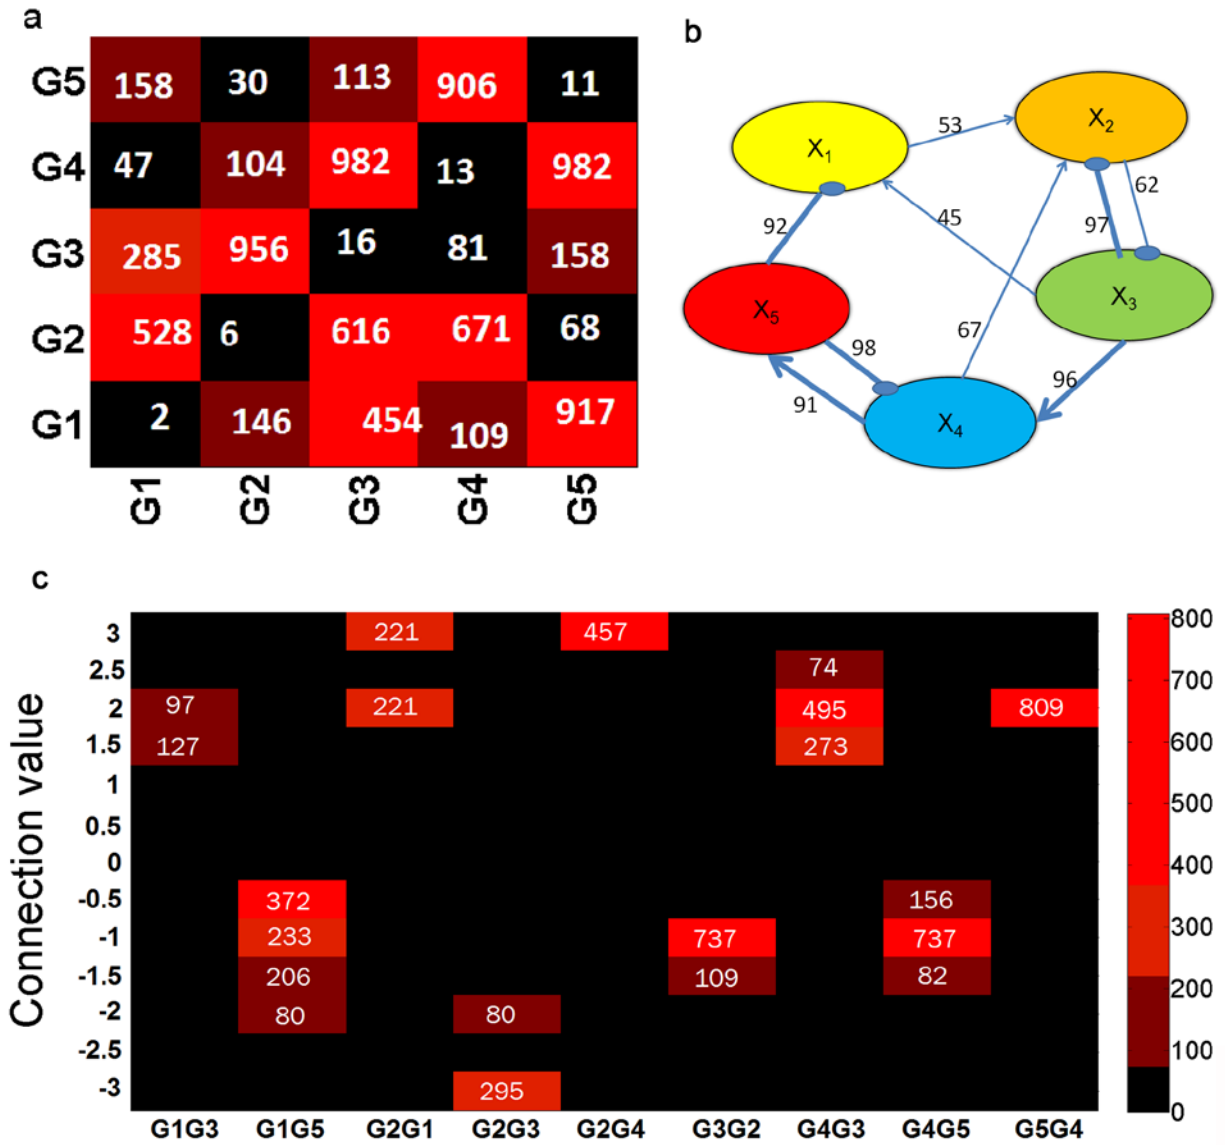 a
G5 158 30 113 906 11
G4 47 104 982 13 982
G3 285 956 16 81 158
G2 528 6 616 671 68
G1 2 146 454 109 917
G1 G2 G3 G4 G5
b
X1
X2
X3
X4
X5
53
62
97
45
92
67
98
91
96
c
Connection value
3 221 457
2.5 74
2 97 221 495 809
1.5 127 273
1
0.5
0
-0.5 372 156
-1 233 737 737
-1.5 206 109 82
-2 80 80
-2.5
-3 295
G1G3 G1G5 G2G1 G2G3 G2G4 G3G2 G4G3 G4G5 G5G4
800
700
600
500
400
300
200
100
0